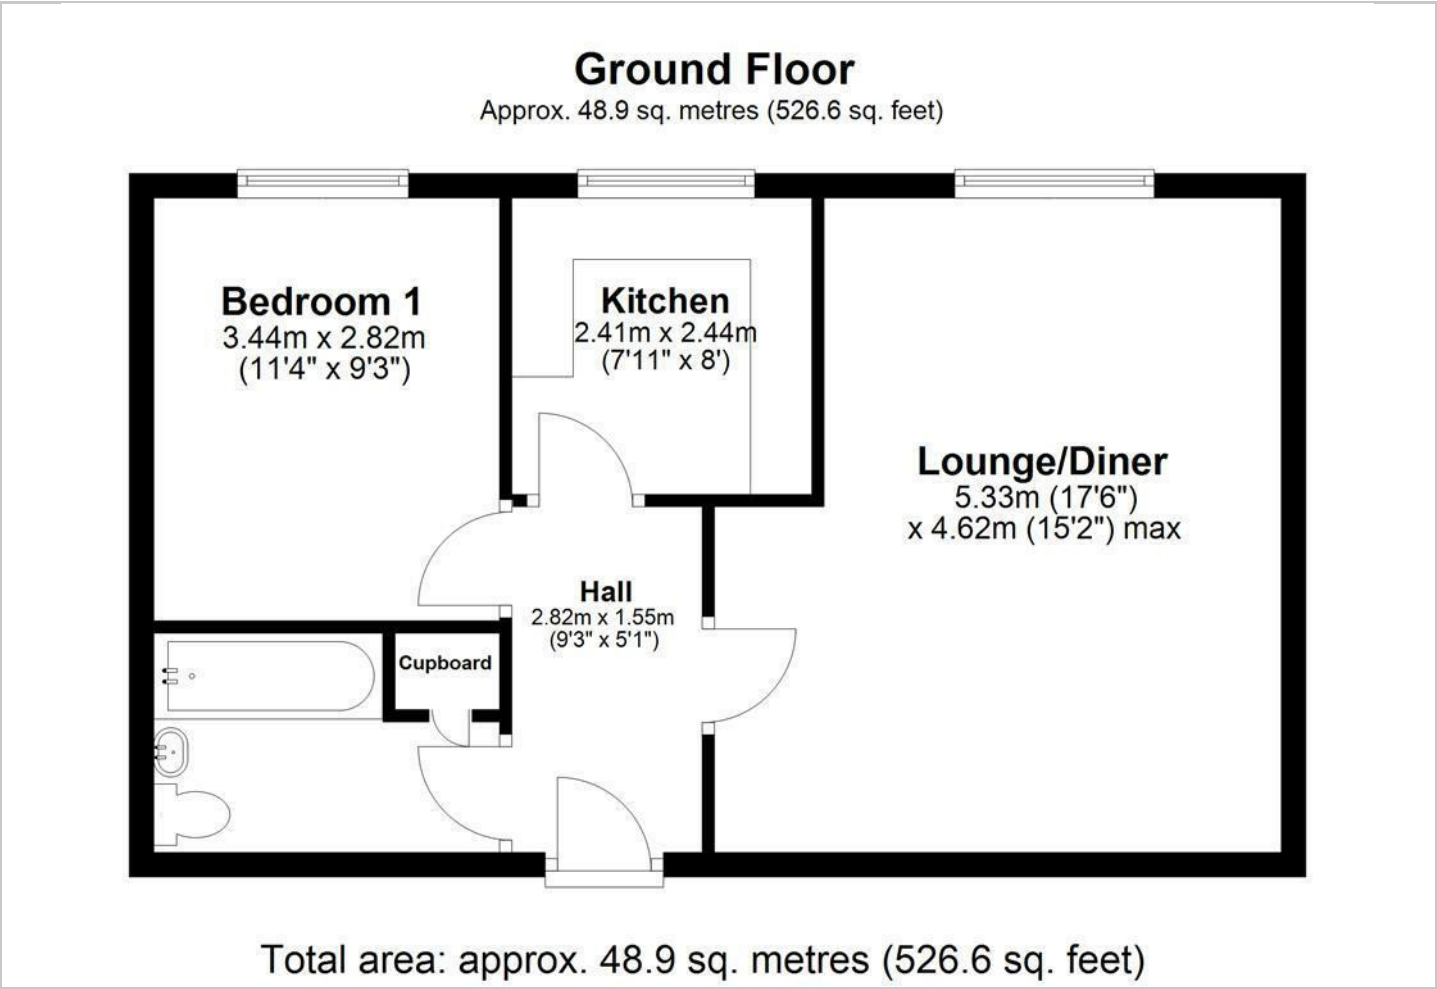 Ground Floor
Approx. 48.9 sq. metres (526.6 sq. feet)
Bedroom 1
3.44m x 2.82m
(11'4" x 9'3")
Kitchen
2.41m x 2.44m
(7'11" x 8')
Lounge/Diner
5.33m (17'6")
x 4.62m (15'2") max
Hall
2.82m x 1.55m
(9'3" x 5'1")
Cupboard
Total area: approx. 48.9 sq. metres (526.6 sq. feet)